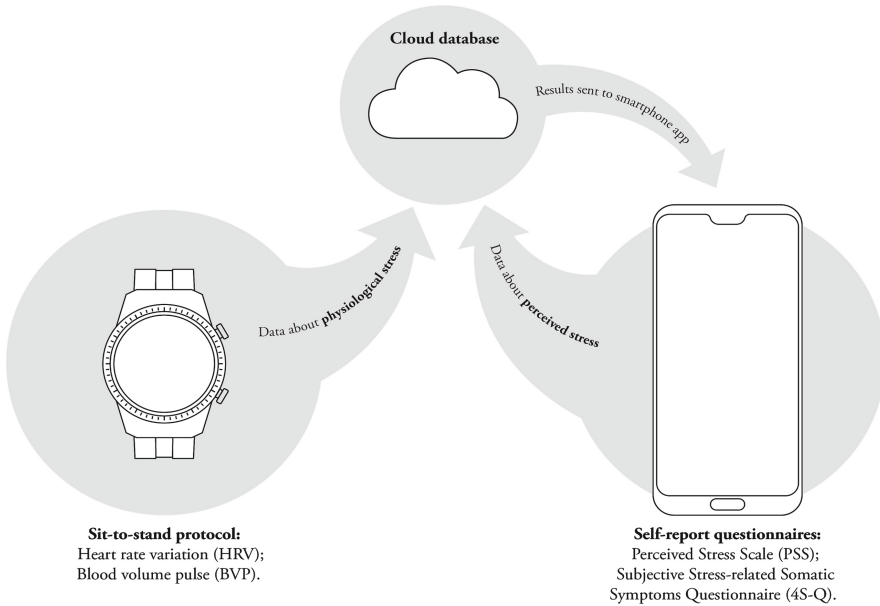 Cloud database
Results sent to smartphone app
Data about physiological stress
Data about perceived stress
Sit-to-stand protocol:
Heart rate variation (HRV);
Blood volume pulse (BVP).
Self-report questionnaires:
Perceived Stress Scale (PSS);
Subjective Stress-related Somatic
Symptoms Questionnaire (4S-Q).